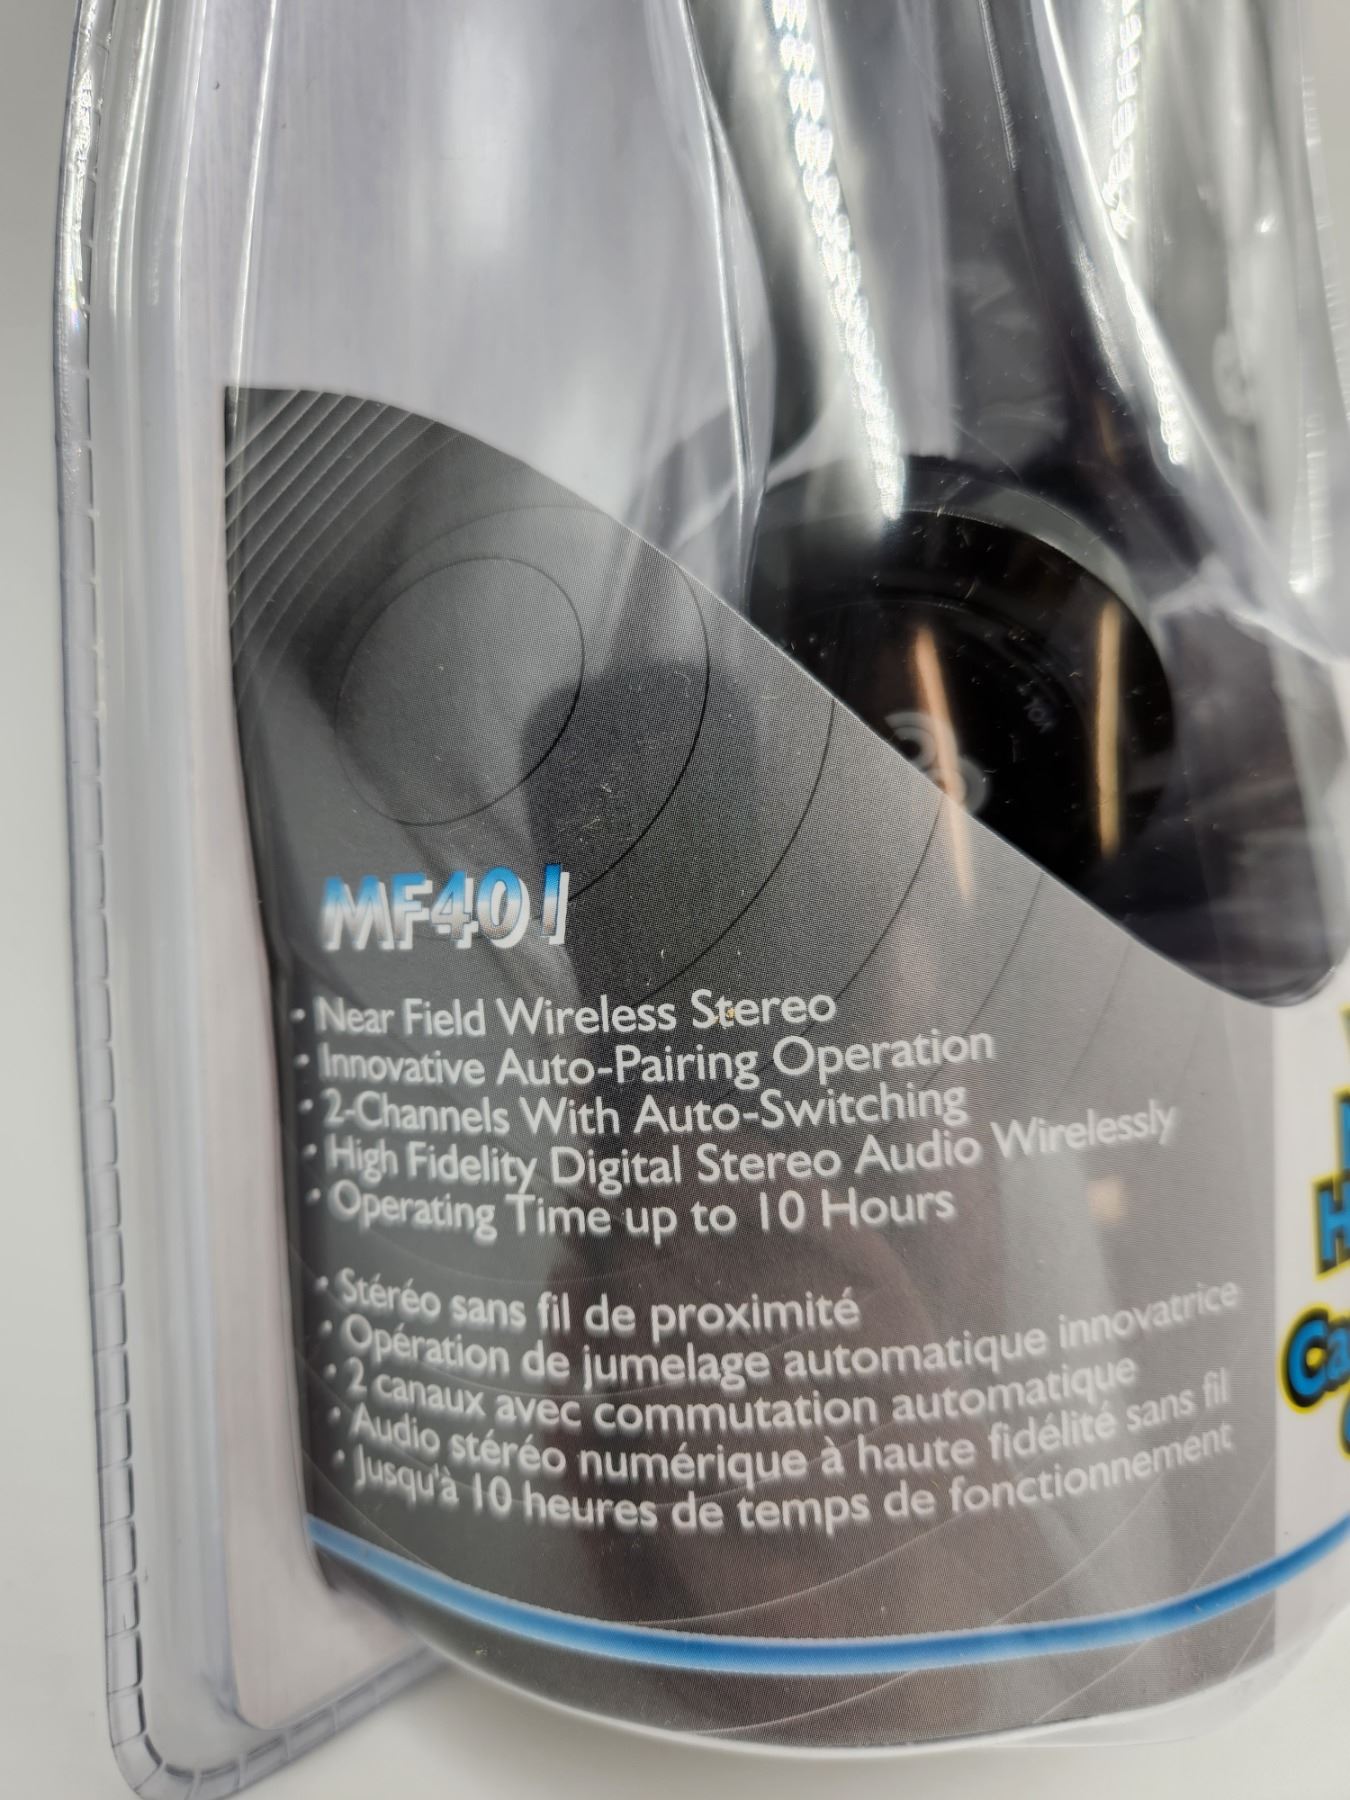 MF401
• Near Field Wireless Stereo
• Innovative Auto-Pairing Operation
• 2-Channels With Auto-Switching
• High Fidelity Digital Stereo Audio Wirelessly
• Operating Time up to 10 Hours
• Stéréo sans fil de proximité
• Opération de jumelage automatique innovatrice
• 2 canaux avec commutation automatique
• Audio stéréo numérique à haute fidélité sans fil
• Jusqu'à 10 heures de temps de fonctionnement